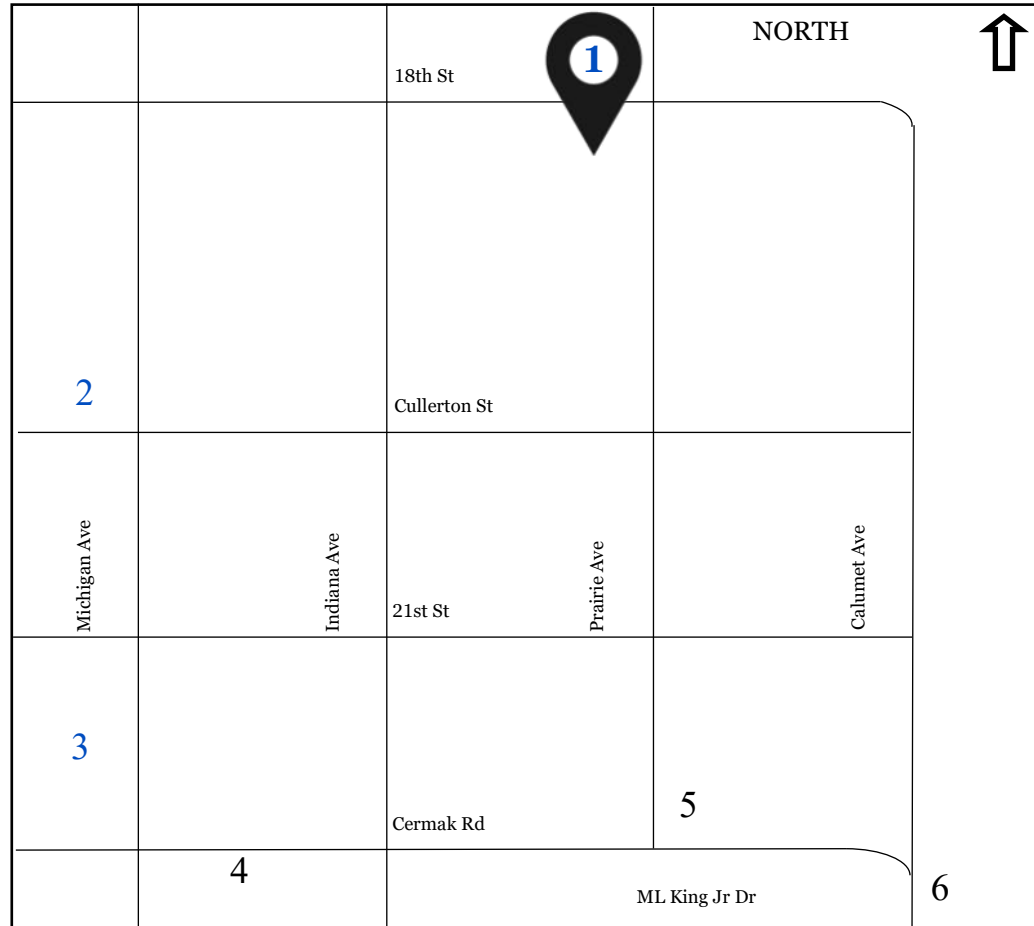 NORTH
1
18th St
2
Cullerton St
Michigan Ave
Indiana Ave
Prairie Ave
Calumet Ave
21st St
3
5
Cermak Rd
4
ML King Jr Dr
6